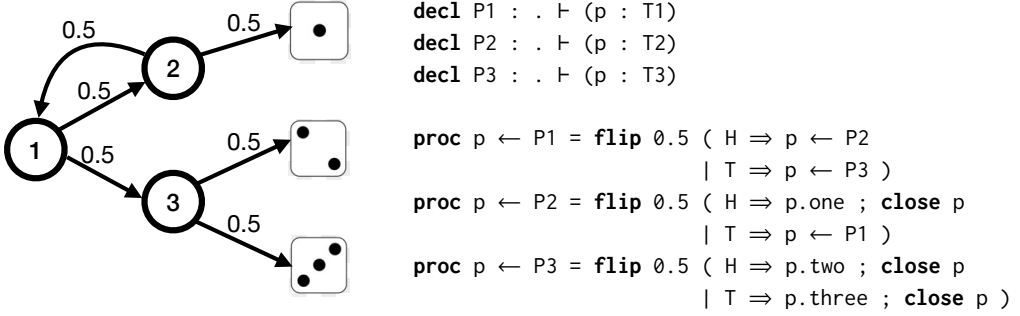 0.5
0.5
0.5
2
1
0.5
0.5
3
0.5
decl P1 : . ⊢ (p : T1)
decl P2 : . ⊢ (p : T2)
decl P3 : . ⊢ (p : T3)
proc p ← P1 = flip 0.5 ( H ⇒ p ← P2
| T ⇒ p ← P3 )
proc p ← P2 = flip 0.5 ( H ⇒ p.one ; close p
| T ⇒ p ← P1 )
proc p ← P3 = flip 0.5 ( H ⇒ p.two ; close p
| T ⇒ p.three ; close p )